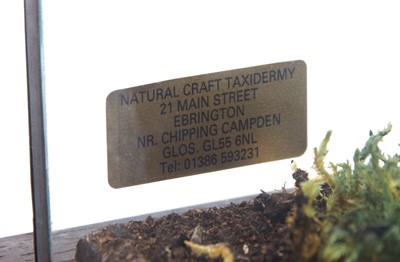 NATURAL CRAFT TAXIDERMY
21 MAIN STREET
EBRINGTON
NR. CHIPPING CAMPDEN
GLOS. GL55 6NL
Tel: 01386 593231